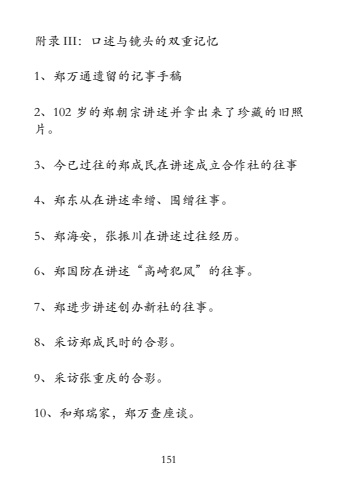 附录 III：口述与镜头的双重记忆
1、郑万通遗留的记事手稿
2、102 岁的郑朝宗讲述并拿出来了珍藏的旧照
片。
3、今已过往的郑成民在讲述成立合作社的往事
4、郑东从在讲述牵缯、围缯往事。
5、郑海安，张振川在讲述过往经历。
6、郑国防在讲述“高崎犯风”的往事。
7、郑进步讲述创办新社的往事。
8、采访郑成民时的合影。
9、采访张重庆的合影。
10、和郑瑞家，郑万查座谈。
151